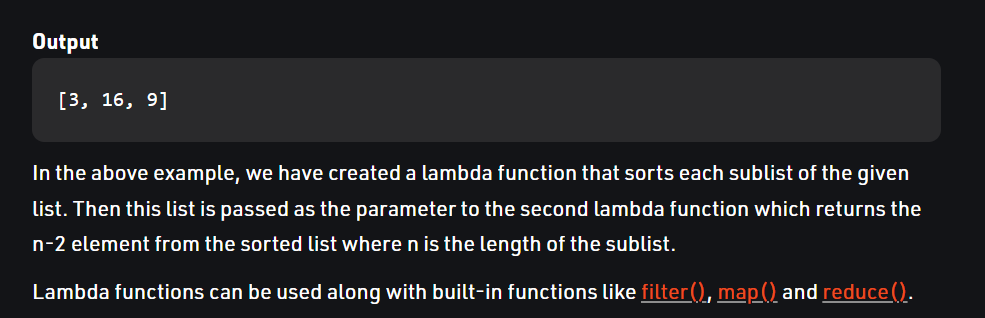 Output
[3, 16, 9]
In the above example, we have created a lambda function that sorts each sublist of the given
list. Then this list is passed as the parameter to the second lambda function which returns the
n-2 element from the sorted list where n is the length of the sublist.
Lambda functions can be used along with built-in functions like filter(), map() and reduce().